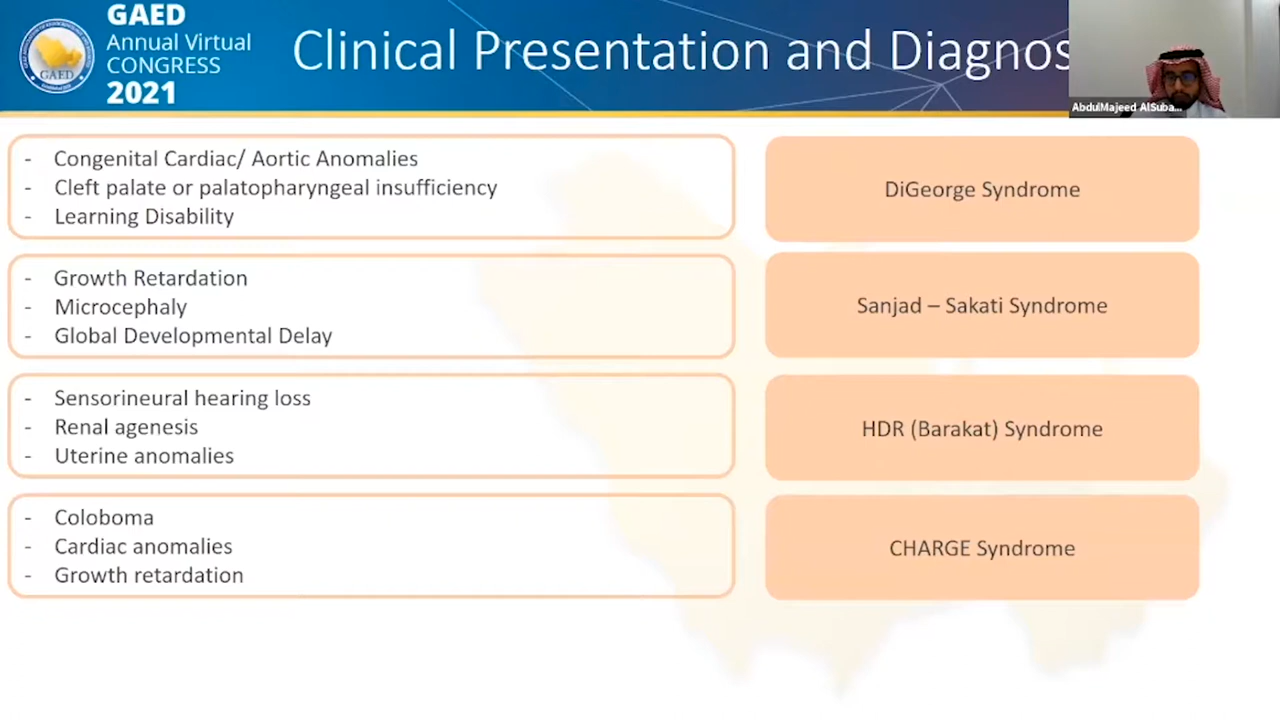 GAED
Annual Virtual
CONGRESS
2021
GAED
Clinical Presentation and Diagnos
AbdulMajeed AlSuba...
- Congenital Cardiac/ Aortic Anomalies
- Cleft palate or palatopharyngeal insufficiency
- Learning Disability
DiGeorge Syndrome
- Growth Retardation
- Microcephaly
- Global Developmental Delay
Sanjad – Sakati Syndrome
- Sensorineural hearing loss
- Renal agenesis
- Uterine anomalies
HDR (Barakat) Syndrome
- Coloboma
- Cardiac anomalies
- Growth retardation
CHARGE Syndrome